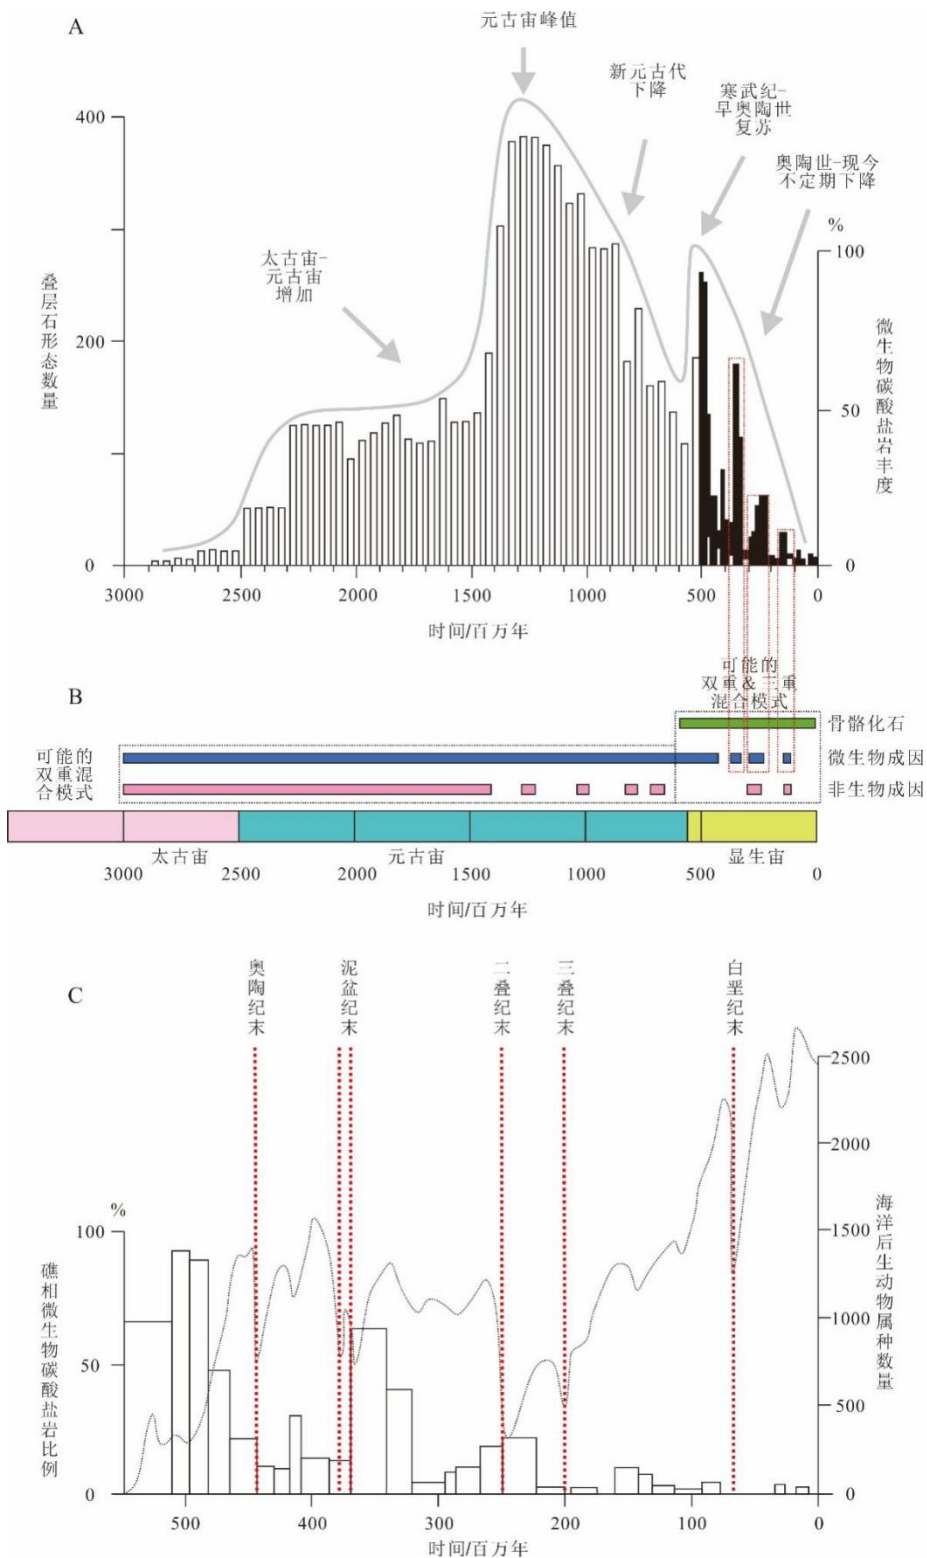 A
元古宙峰值
新元古代
下降
寒武纪-
早奥陶世
复苏
奥陶世-现今
不定期下降
太古宙-
元古宙
增加
叠层石形态数量
400
200
0
%
100
50
0
微生物碳酸盐岩丰度
3000
2500
2000
1500
1000
500
0
时间/百万年
B
可能的
双重&三重
混合模式
骨骼化石
可能的
双重混
合模式
微生物成因
非生物成因
太古宙
元古宙
显生宙
3000
2500
2000
1500
1000
500
0
时间/百万年
C
奥陶纪末
泥盆纪末
二叠纪末
三叠纪末
白垩纪末
%
100
50
0
礁相微生物碳酸盐岩比例
2500
2000
1500
1000
500
0
海洋后生动物属种数量
500
400
300
200
100
0
时间/百万年